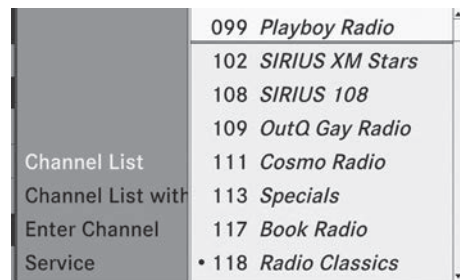 099 Playboy Radio
102 SIRIUS XM Stars
108 SIRIUS 108
109 OutQ Gay Radio
Channel List 111 Cosmo Radio
Channel List with 113 Specials
Enter Channel 117 Book Radio
Service • 118 Radio Classics